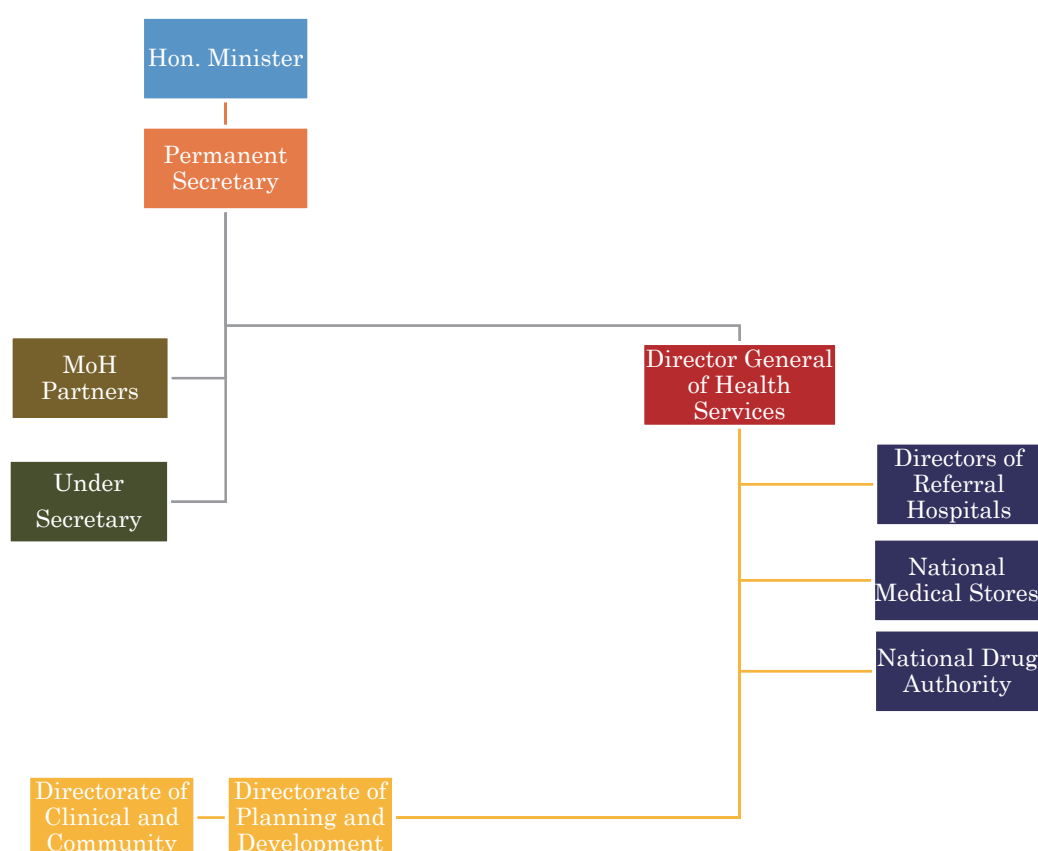 Hon. Minister
Permanent
Secretary
MoH
Partners
Director General
of Health
Services
Under
Secretary
Directors of
Referral
Hospitals
National
Medical Stores
National Drug
Authority
Directorate of
Clinical and
Community
Directorate of
Planning and
Development